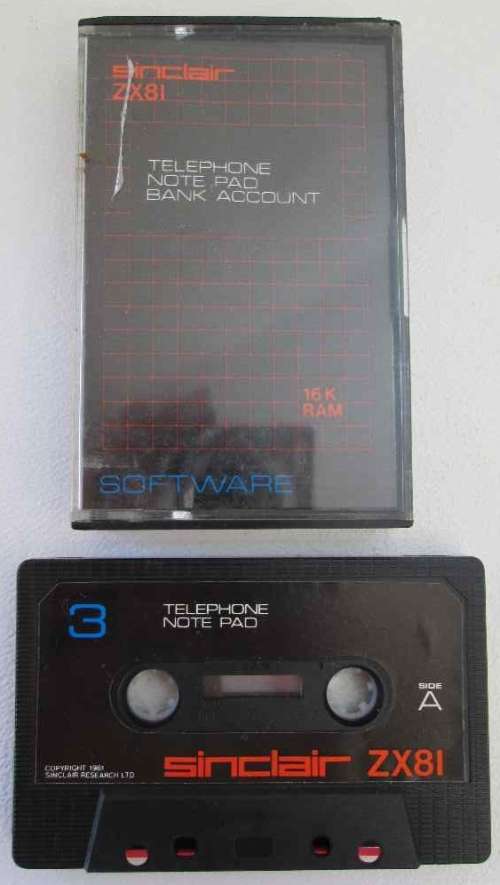 sinclair
ZX81
TELEPHONE
NOTE PAD
BANK ACCOUNT
16K
RAM
SOFTWARE
3
TELEPHONE
NOTE PAD
SIDE
A
COPYRIGHT 1981
SINCLAIR RESEARCH LTD
sinclair ZX81